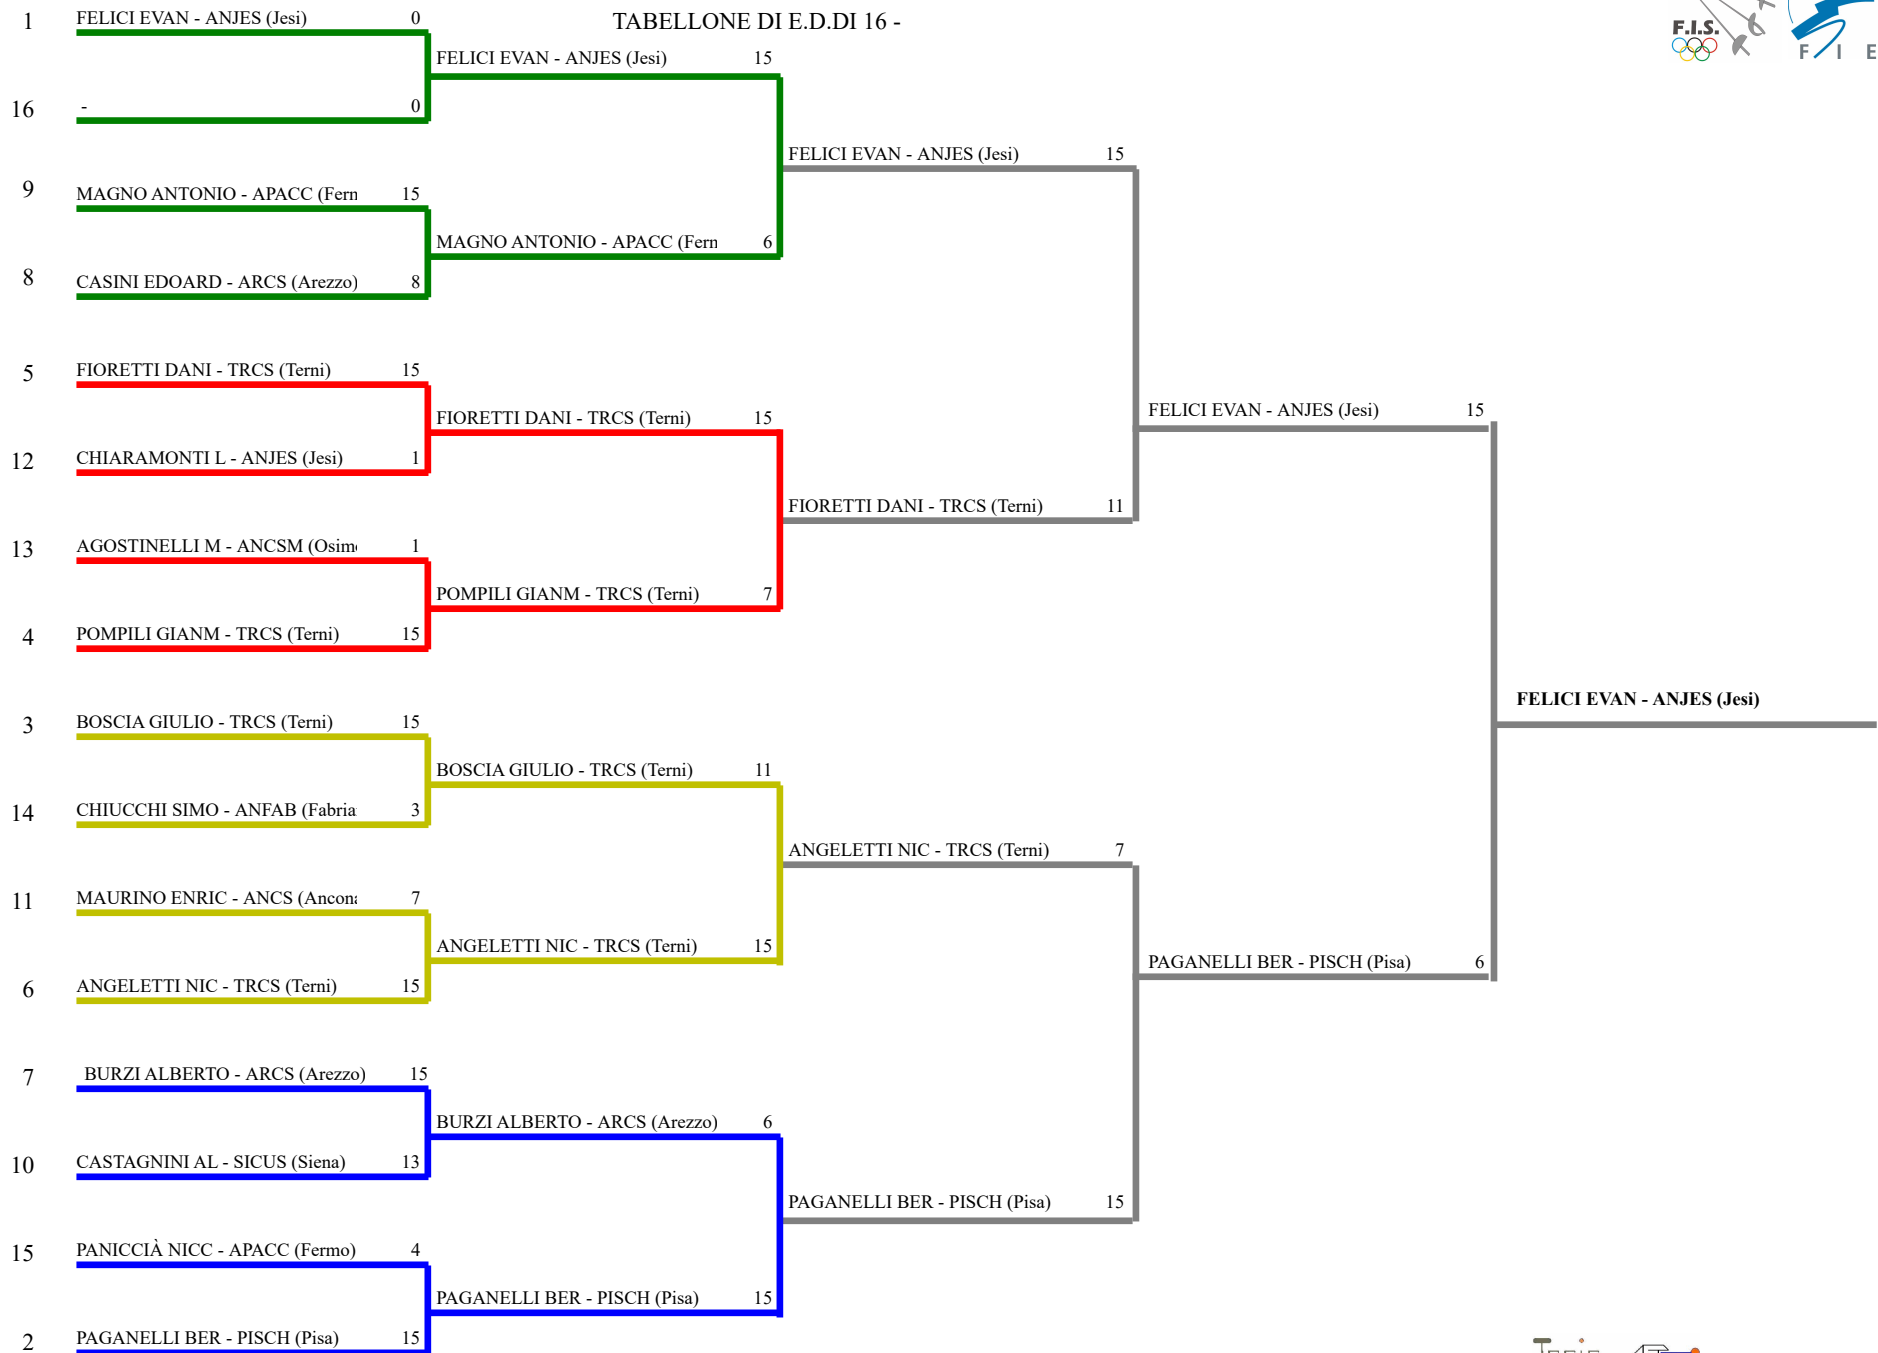 TABELLONE DI E.D.DI 16 -
F.I.S.
F I E
1 FELICI EVAN - ANJES (Jesi) 0
FELICI EVAN - ANJES (Jesi) 15
16 - 0
FELICI EVAN - ANJES (Jesi) 15
9 MAGNO ANTONIO - APACC (Fern 15
MAGNO ANTONIO - APACC (Fern 6
8 CASINI EDOARD - ARCS (Arezzo) 8
5 FIORETTI DANI - TRCS (Terni) 15
FIORETTI DANI - TRCS (Terni) 15
FELICI EVAN - ANJES (Jesi) 15
12 CHIARAMONTI L - ANJES (Jesi) 1
FIORETTI DANI - TRCS (Terni) 11
13 AGOSTINELLI M - ANCSM (Osim 1
POMPILI GIANM - TRCS (Terni) 7
4 POMPILI GIANM - TRCS (Terni) 15
FELICI EVAN - ANJES (Jesi)
3 BOSCIA GIULIO - TRCS (Terni) 15
BOSCIA GIULIO - TRCS (Terni) 11
14 CHIUCCHI SIMO - ANFAB (Fabria 3
ANGELETTI NIC - TRCS (Terni) 7
11 MAURINO ENRIC - ANCS (Ancona 7
ANGELETTI NIC - TRCS (Terni) 15
PAGANELLI BER - PISCH (Pisa) 6
6 ANGELETTI NIC - TRCS (Terni) 15
7 BURZI ALBERTO - ARCS (Arezzo) 15
BURZI ALBERTO - ARCS (Arezzo) 6
10 CASTAGNINI AL - SICUS (Siena) 13
PAGANELLI BER - PISCH (Pisa) 15
15 PANICCIÀ NICC - APACC (Fermo) 4
PAGANELLI BER - PISCH (Pisa) 15
2 PAGANELLI BER - PISCH (Pisa) 15